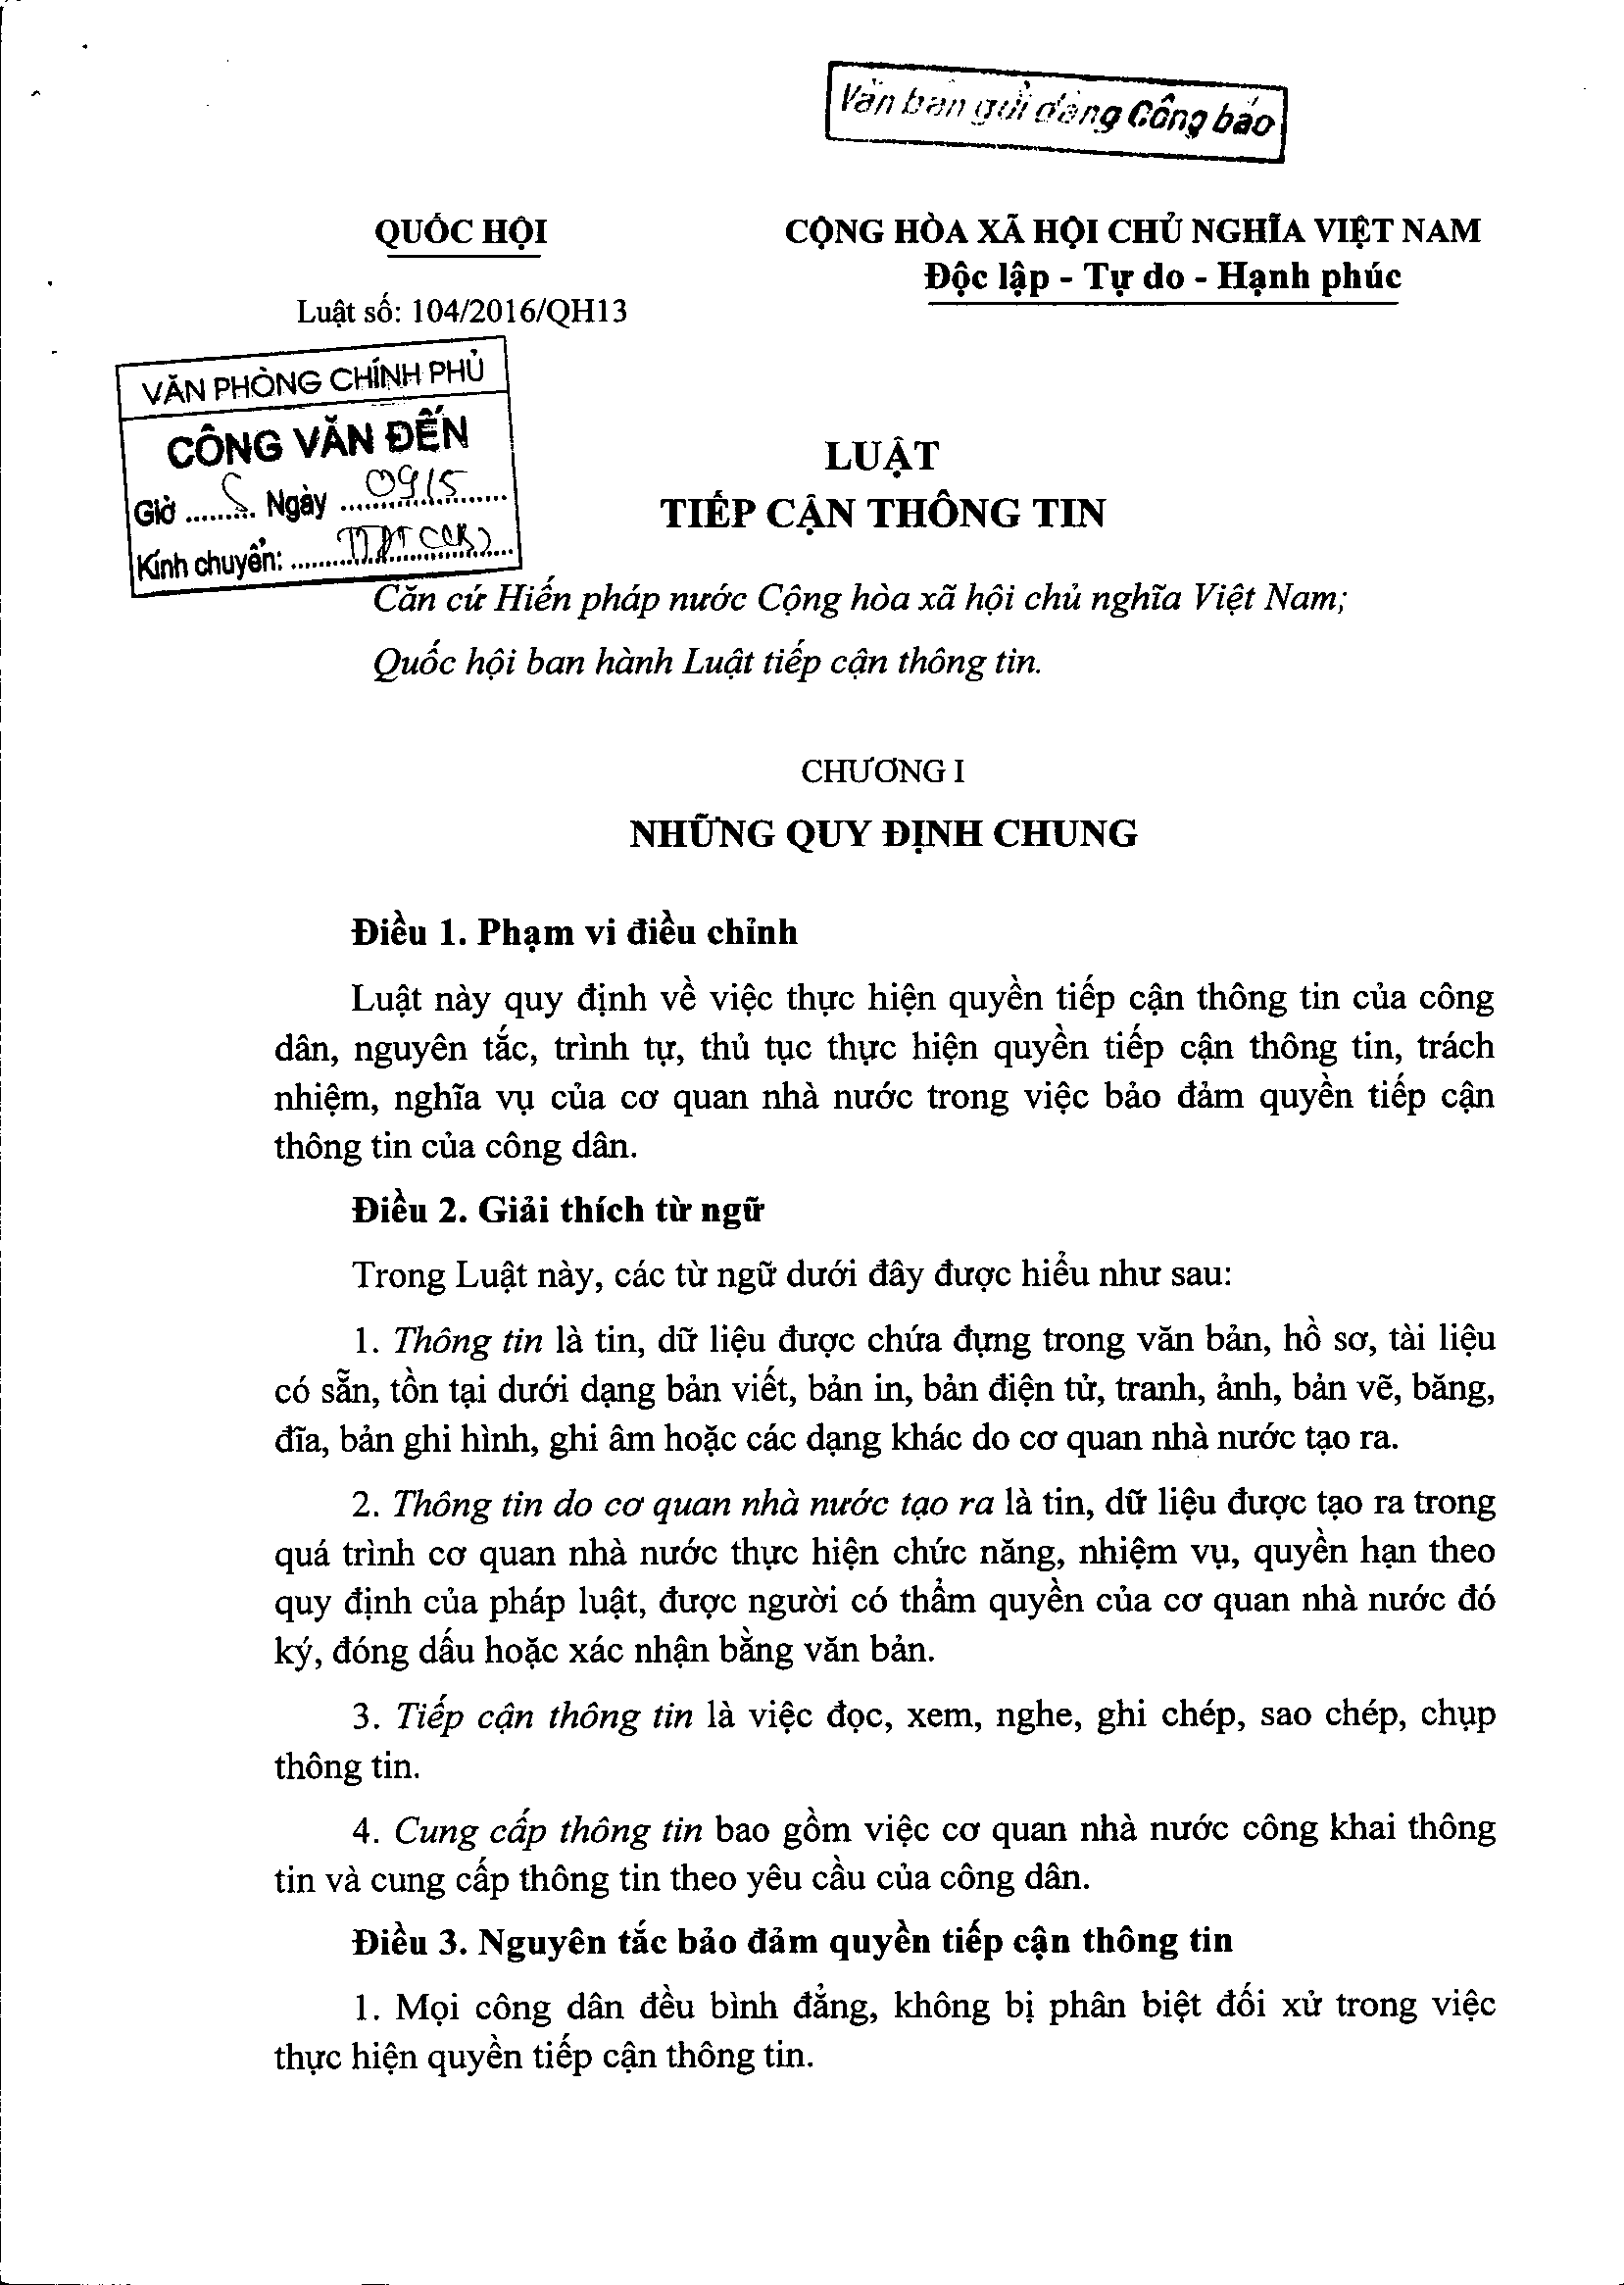 Văn bản gửi đăng Công báo
QUỐC HỘI
CỘNG HÒA XÃ HỘI CHỦ NGHĨA VIỆT NAM
Độc lập - Tự do - Hạnh phúc
Luật số: 104/2016/QH13
VĂN PHÒNG CHÍNH PHỦ
CÔNG VĂN ĐẾN
Giờ ......... Ngày 09/5
Kính chuyển:
LUẬT
TIẾP CẬN THÔNG TIN
Căn cứ Hiến pháp nước Cộng hòa xã hội chủ nghĩa Việt Nam;
Quốc hội ban hành Luật tiếp cận thông tin.
CHƯƠNG I
NHỮNG QUY ĐỊNH CHUNG
Điều 1. Phạm vi điều chỉnh
Luật này quy định về việc thực hiện quyền tiếp cận thông tin của công
dân, nguyên tắc, trình tự, thủ tục thực hiện quyền tiếp cận thông tin, trách
nhiệm, nghĩa vụ của cơ quan nhà nước trong việc bảo đảm quyền tiếp cận
thông tin của công dân.
Điều 2. Giải thích từ ngữ
Trong Luật này, các từ ngữ dưới đây được hiểu như sau:
1. Thông tin là tin, dữ liệu được chứa đựng trong văn bản, hồ sơ, tài liệu
có sẵn, tồn tại dưới dạng bản viết, bản in, bản điện tử, tranh, ảnh, bản vẽ, băng,
đĩa, bản ghi hình, ghi âm hoặc các dạng khác do cơ quan nhà nước tạo ra.
2. Thông tin do cơ quan nhà nước tạo ra là tin, dữ liệu được tạo ra trong
quá trình cơ quan nhà nước thực hiện chức năng, nhiệm vụ, quyền hạn theo
quy định của pháp luật, được người có thẩm quyền của cơ quan nhà nước đó
ký, đóng dấu hoặc xác nhận bằng văn bản.
3. Tiếp cận thông tin là việc đọc, xem, nghe, ghi chép, sao chép, chụp
thông tin.
4. Cung cấp thông tin bao gồm việc cơ quan nhà nước công khai thông
tin và cung cấp thông tin theo yêu cầu của công dân.
Điều 3. Nguyên tắc bảo đảm quyền tiếp cận thông tin
1. Mọi công dân đều bình đẳng, không bị phân biệt đối xử trong việc
thực hiện quyền tiếp cận thông tin.